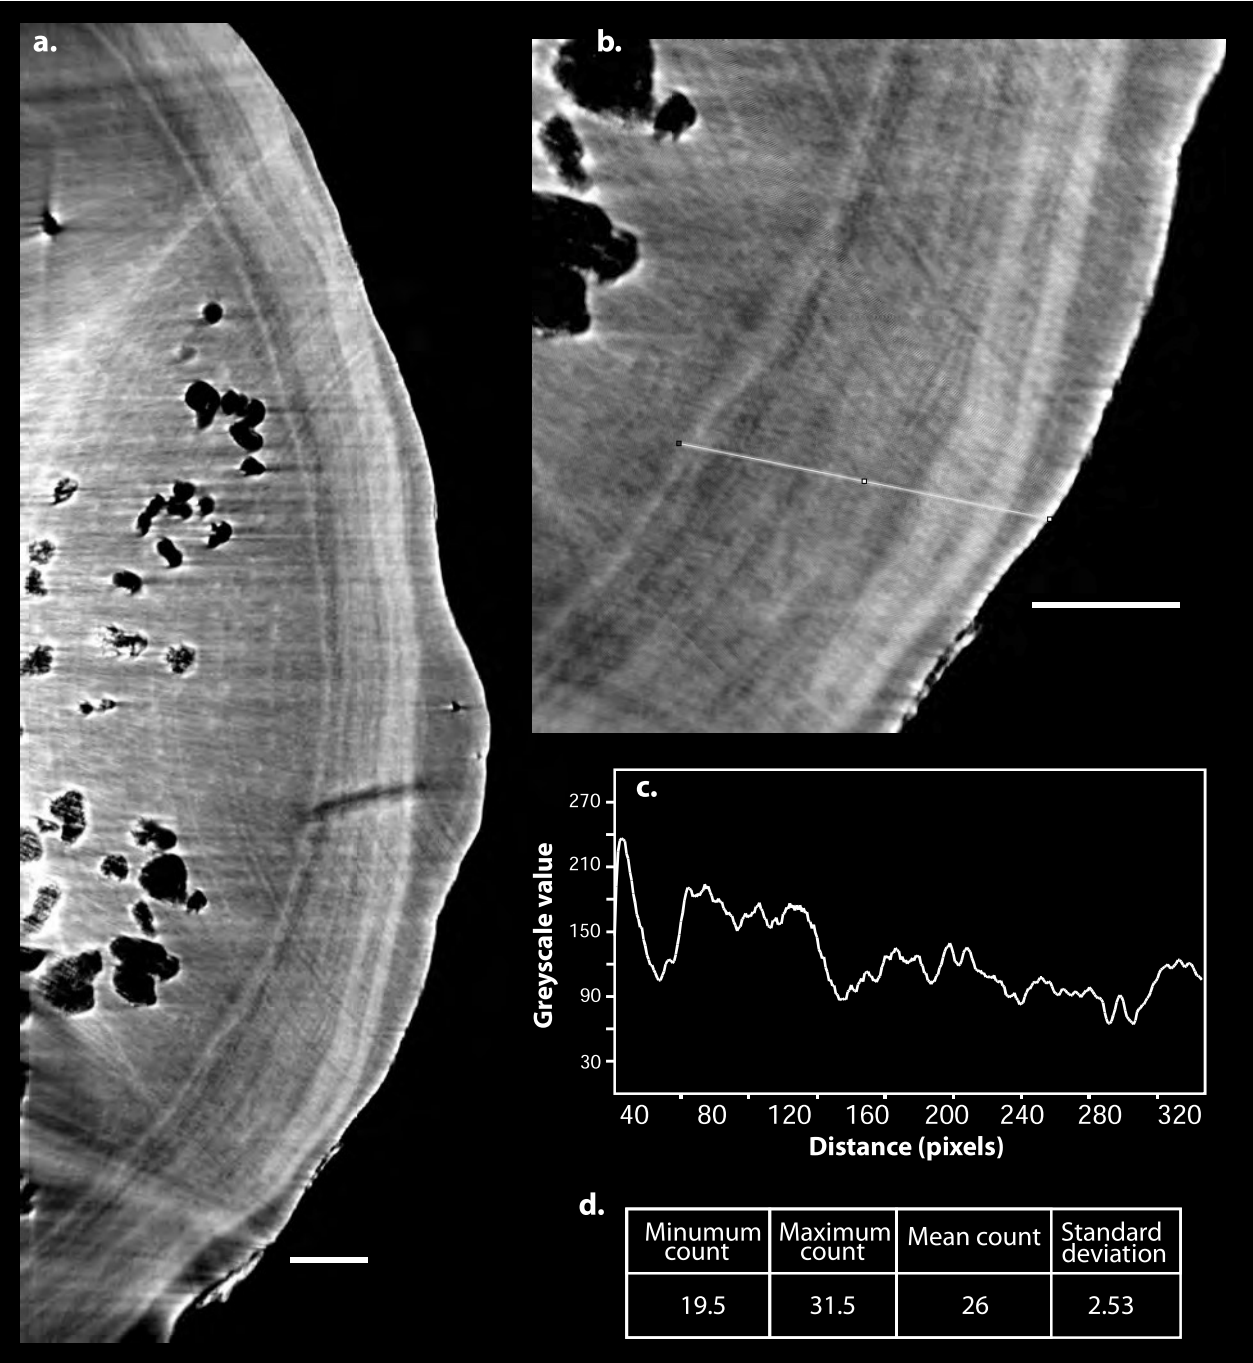 a.
b.
c.
270
210
150
90
30
Greyscale value
40 80 120 160 200 240 280 320
Distance (pixels)
d.
Minumum count
Maximum count
Mean count
Standard deviation
19.5 31.5 26 2.53